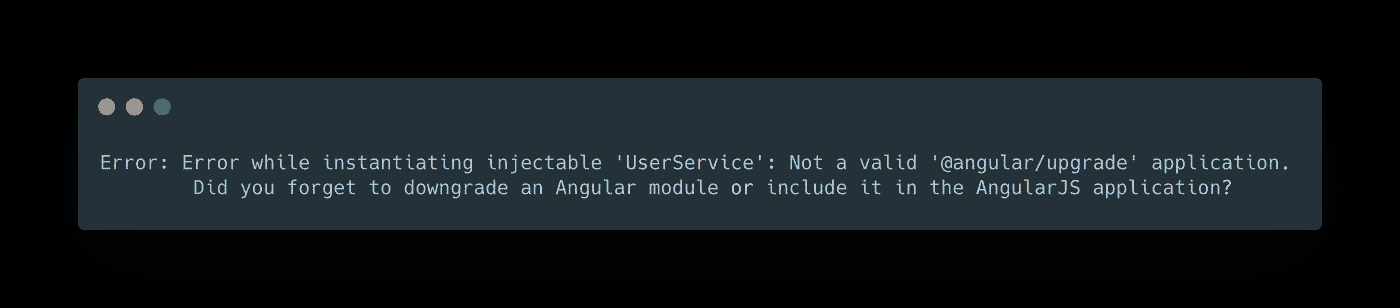 Error: Error while instantiating injectable 'UserService': Not a valid '@angular/upgrade' application.
Did you forget to downgrade an Angular module or include it in the AngularJS application?